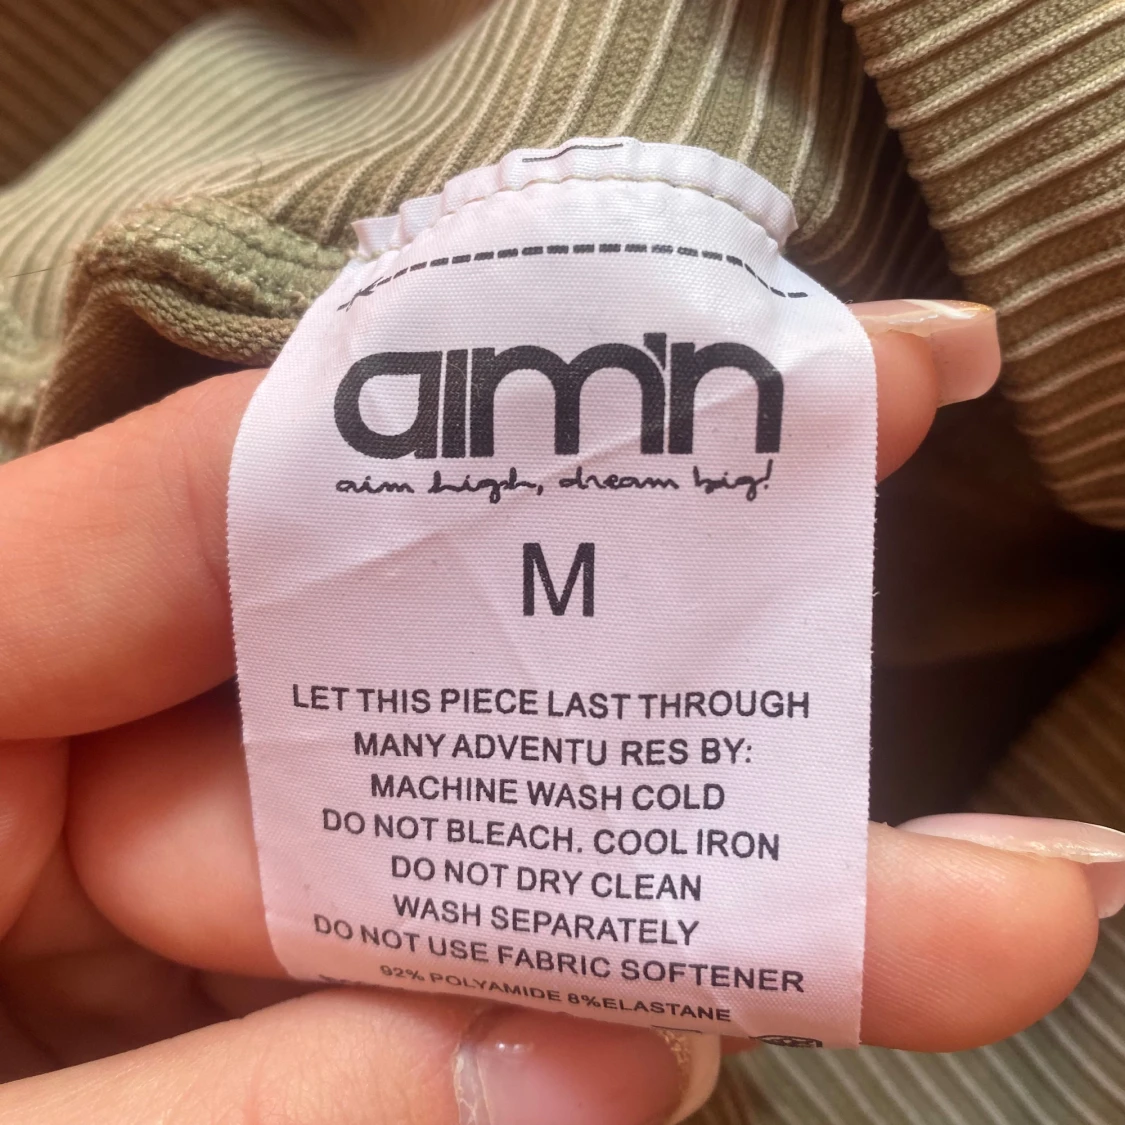 aim'n
aim high, dream big!
M
LET THIS PIECE LAST THROUGH
MANY ADVENTU RES BY:
MACHINE WASH COLD
DO NOT BLEACH. COOL IRON
DO NOT DRY CLEAN
WASH SEPARATELY
DO NOT USE FABRIC SOFTENER
92% POLYAMIDE 8%ELASTANE